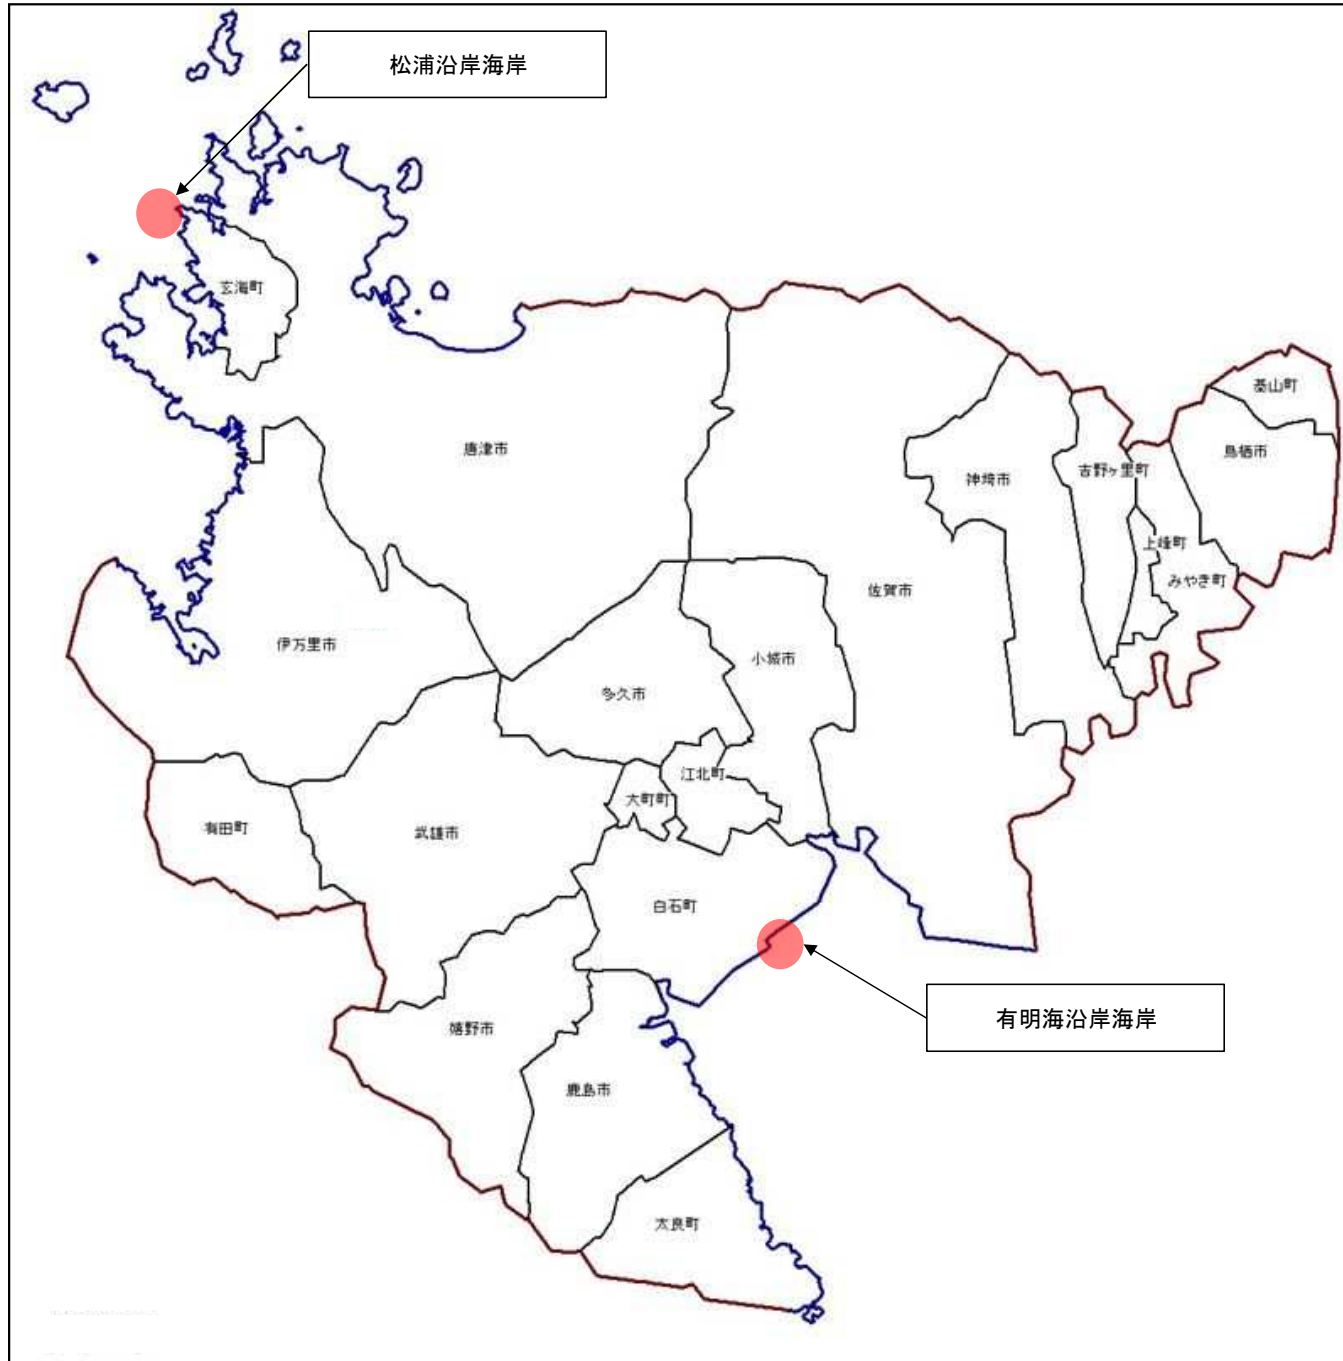 松浦沿岸海岸
玄海町
基山町
唐津市
鳥栖市
神埼市
吉野ヶ里町
上峰町
みやき町
佐賀市
伊万里市
小城市
多久市
江北町
大町町
有田町
武雄市
白石町
有明海沿岸海岸
嬉野市
鹿島市
太良町